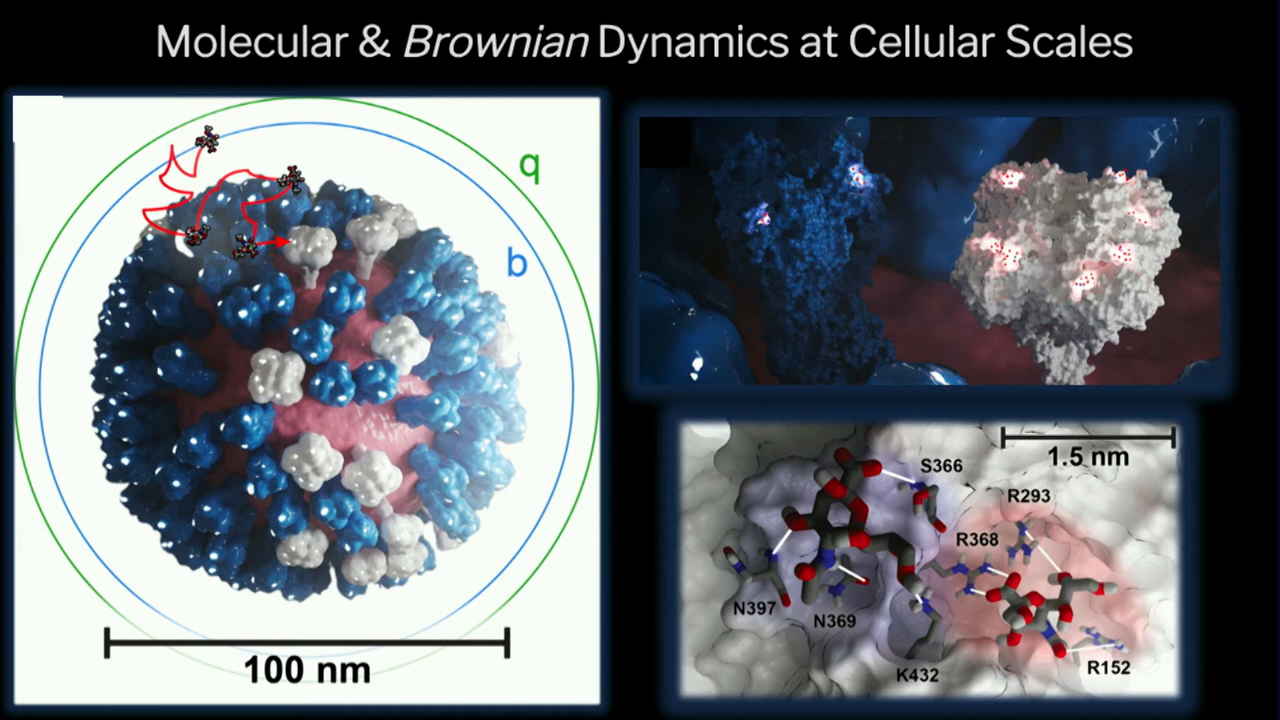 Molecular & Brownian Dynamics at Cellular Scales
q
b
100 nm
1.5 nm
S366
R293
R368
N397
N369
K432
R152